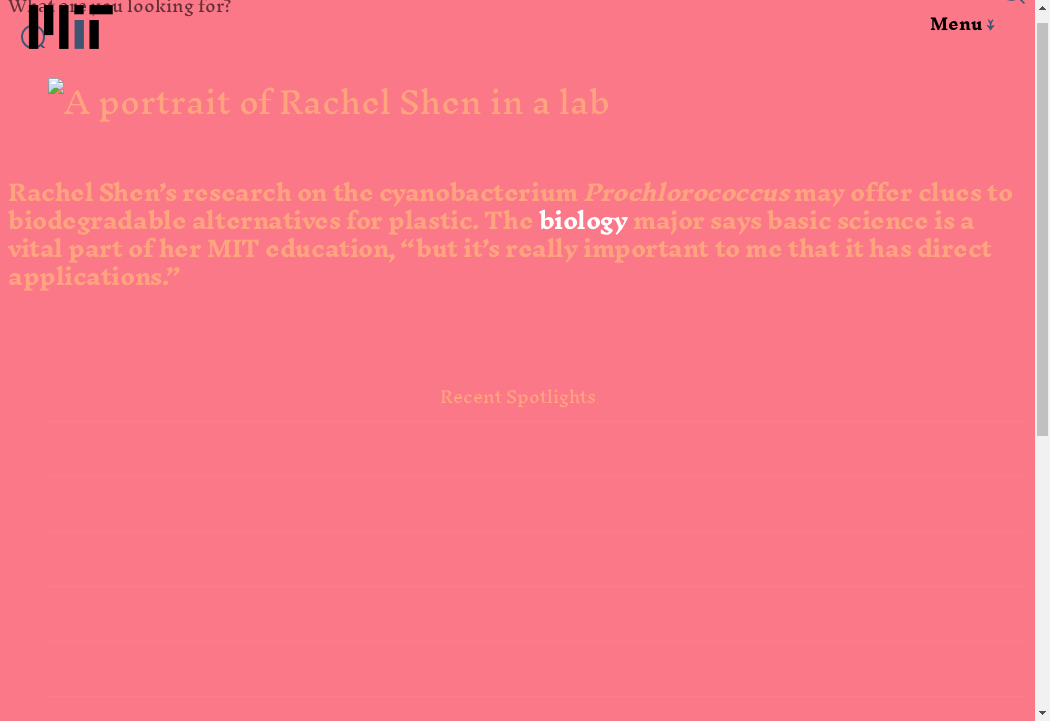 What are you looking for?
MIT
Menu
A portrait of Rachel Shen in a lab
Rachel Shen’s research on the cyanobacterium Prochlorococcus may offer clues to
biodegradable alternatives for plastic. The biology major says basic science is a
vital part of her MIT education, “but it’s really important to me that it has direct
applications.”
Recent Spotlights